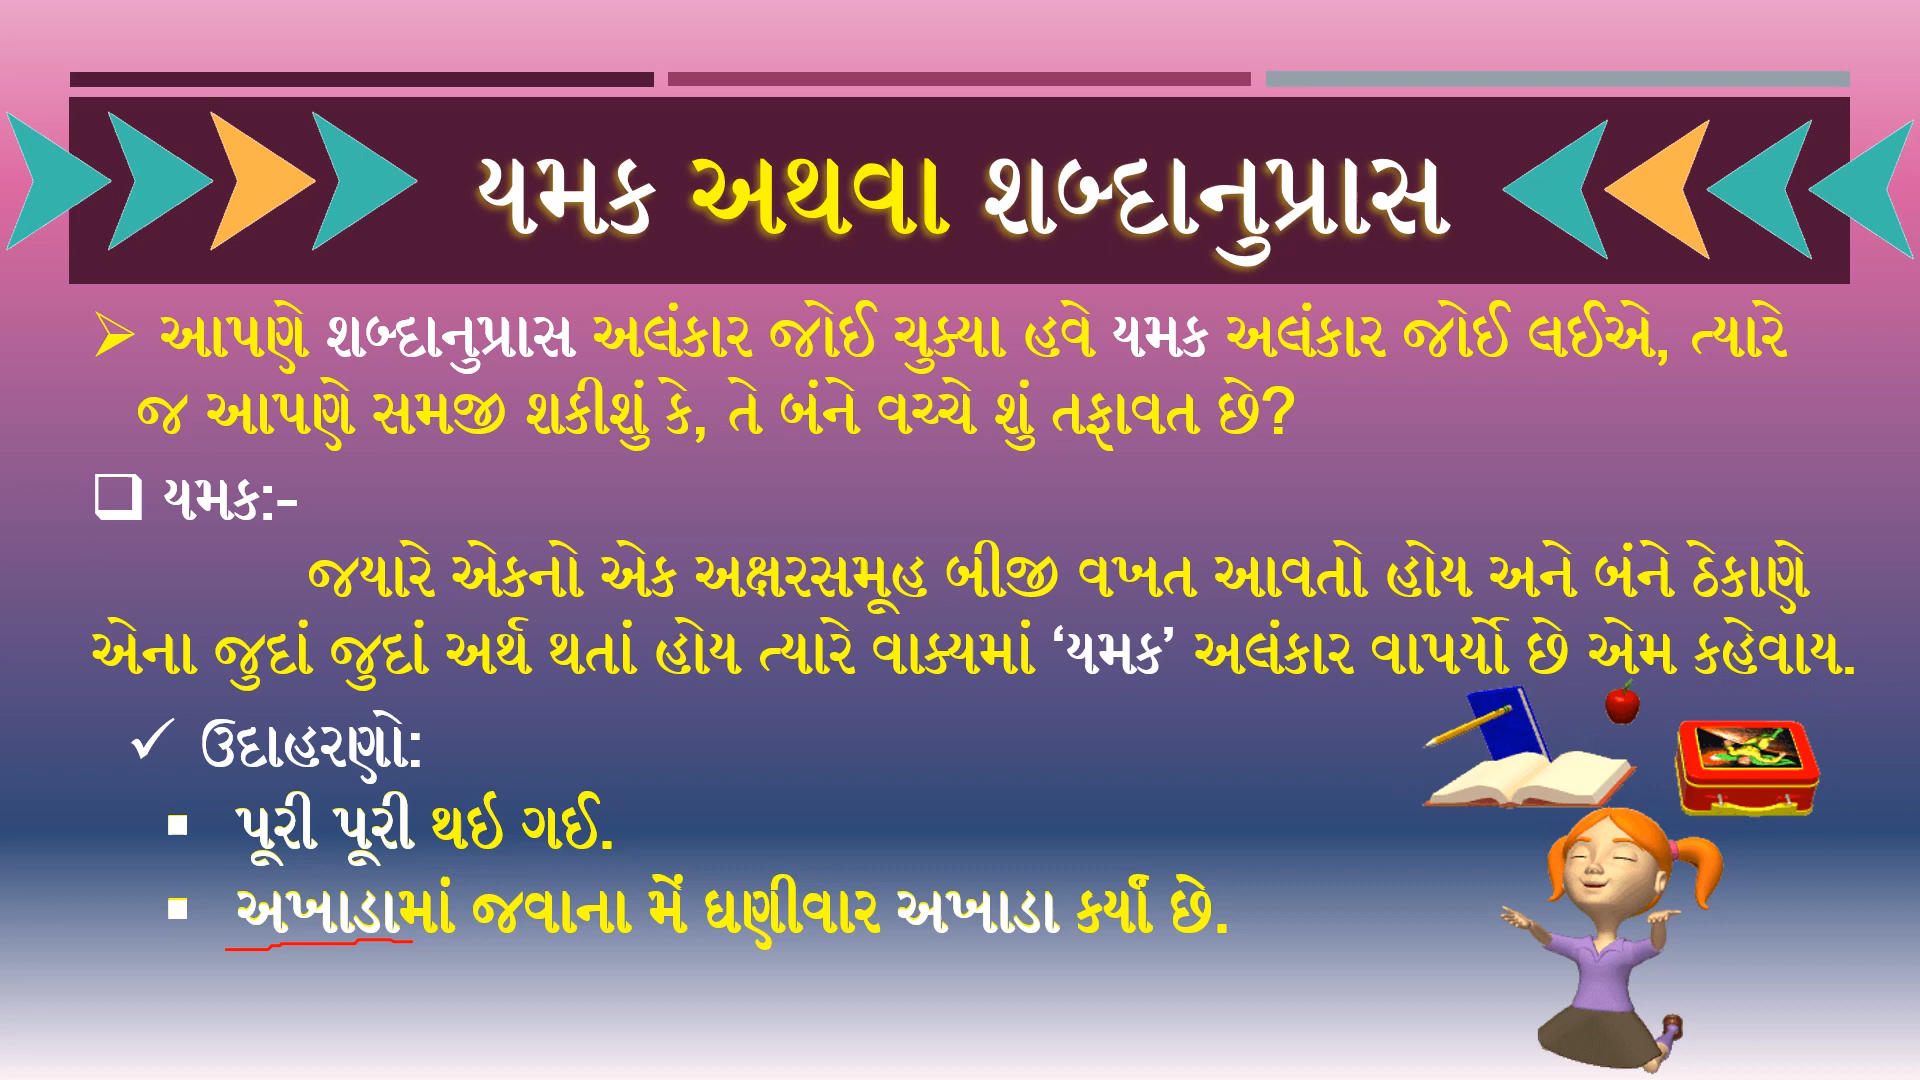 યમક અથવા શબ્દાનુપ્રાસ
આપણે શબ્દાનુપ્રાસ અલંકાર જોઈ ચુક્યા હવે યમક અલંકાર જોઈ લઈએ, ત્યારે
જ આપણે સમજી શકીશું કે, તે બંને વચ્ચે શું તફાવત છે?
યમક:-
જયારે એકનો એક અક્ષરસમૂહ બીજી વખત આવતો હોય અને બંને ઠેકાણે
એના જુદાં જુદાં અર્થ થતાં હોય ત્યારે વાક્યમાં ‘યમક’ અલંકાર વાપર્યો છે એમ કહેવાય.
ઉદાહરણો:
પૂરી પૂરી થઇ ગઈ.
અખાડામાં જવાના મેં ઘણીવાર અખાડા કર્યાં છે.